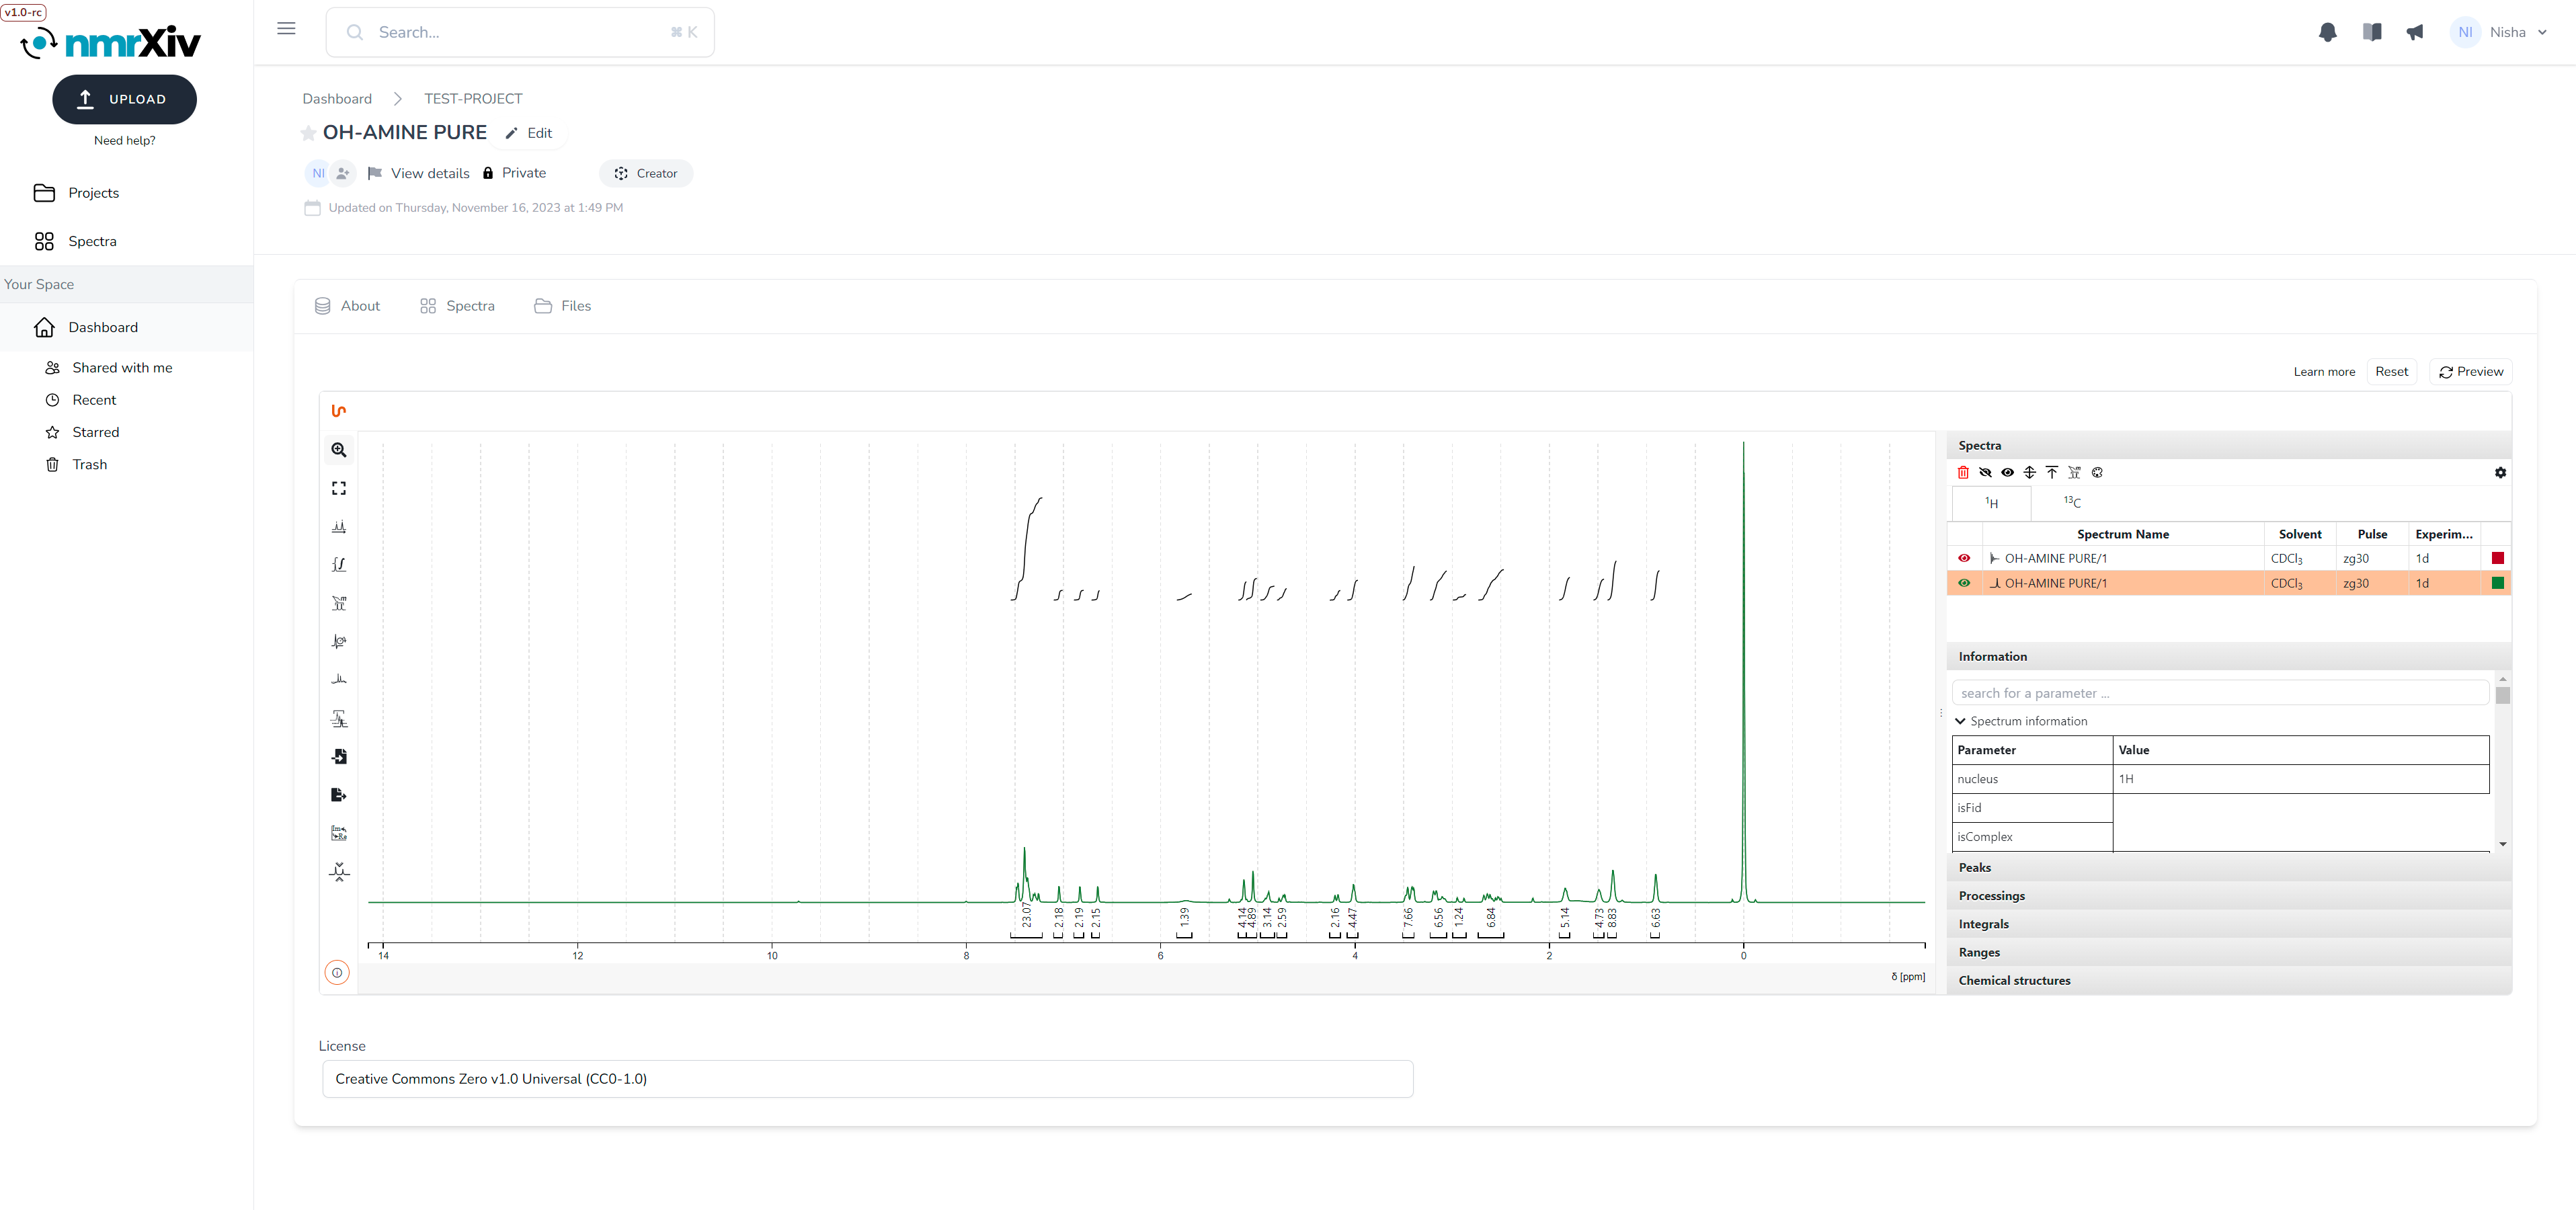 v1.0-rc
nmrXiv
UPLOAD
Need help?
Projects
Spectra
Your Space
Dashboard
Shared with me
Recent
Starred
Trash
Search... ⌘ K
NI Nisha
Dashboard TEST-PROJECT
OH-AMINE PURE Edit
NI View details Private Creator
Updated on Thursday, November 16, 2023 at 1:49 PM
About Spectra Files
Learn more Reset Preview
23.07 2.18 2.19 2.15 1.39 4.14 4.89 3.14 2.59 2.16 4.47 7.66 6.56 1.24 6.84 5.14 4.73 8.83 6.63
14 12 10 8 6 4 2 0
δ [ppm]
Spectra
¹H ¹³C
Spectrum Name Solvent Pulse Experim...
OH-AMINE PURE/1 CDCl₃ zg30 1d
OH-AMINE PURE/1 CDCl₃ zg30 1d
Information
search for a parameter ...
Spectrum information
Parameter Value
nucleus 1H
isFid
isComplex
Peaks
Processings
Integrals
Ranges
Chemical structures
License
Creative Commons Zero v1.0 Universal (CC0-1.0)